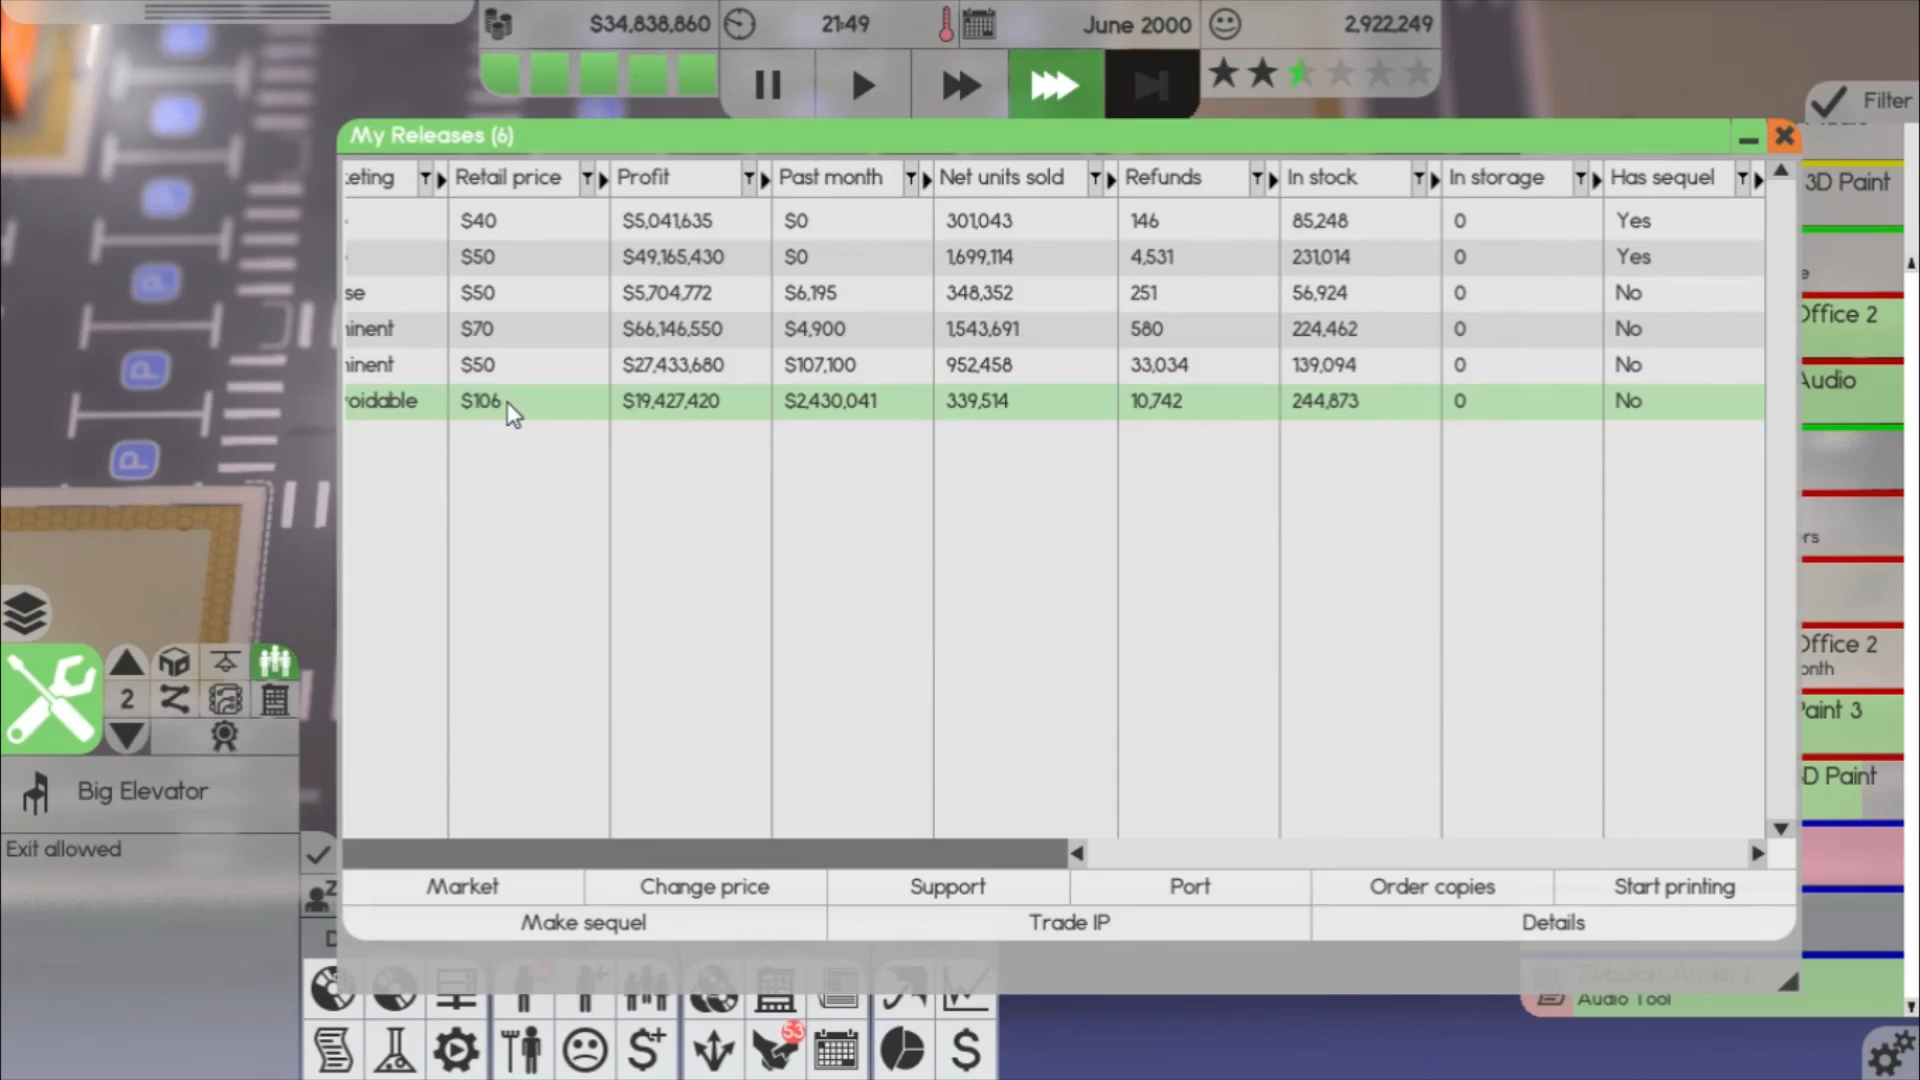 $34,838,860 21:49 June 2000 2,922,249
Filter
My Releases (6)
Retail price Profit Past month Net units sold Refunds In stock In storage Has sequel
$40 $5,041,635 $0 301,043 146 85,248 0 Yes
$50 $49,165,430 $0 1,699,114 4,531 231,014 0 Yes
$50 $5,704,772 $6,195 348,352 251 56,924 0 No
$70 $66,146,550 $4,900 1,543,691 580 224,462 0 No
$50 $27,433,680 $107,100 952,458 33,034 139,094 0 No
$106 $19,427,420 $2,430,041 339,514 10,742 244,873 0 No
3D Paint
Office 2
Audio
Office 2
Paint 3
3D Paint
P
P
P
P
P
P
2
Big Elevator
Exit allowed
Market Change price Support Port Order copies Start printing
Make sequel Trade IP Details
Audio Tool
53